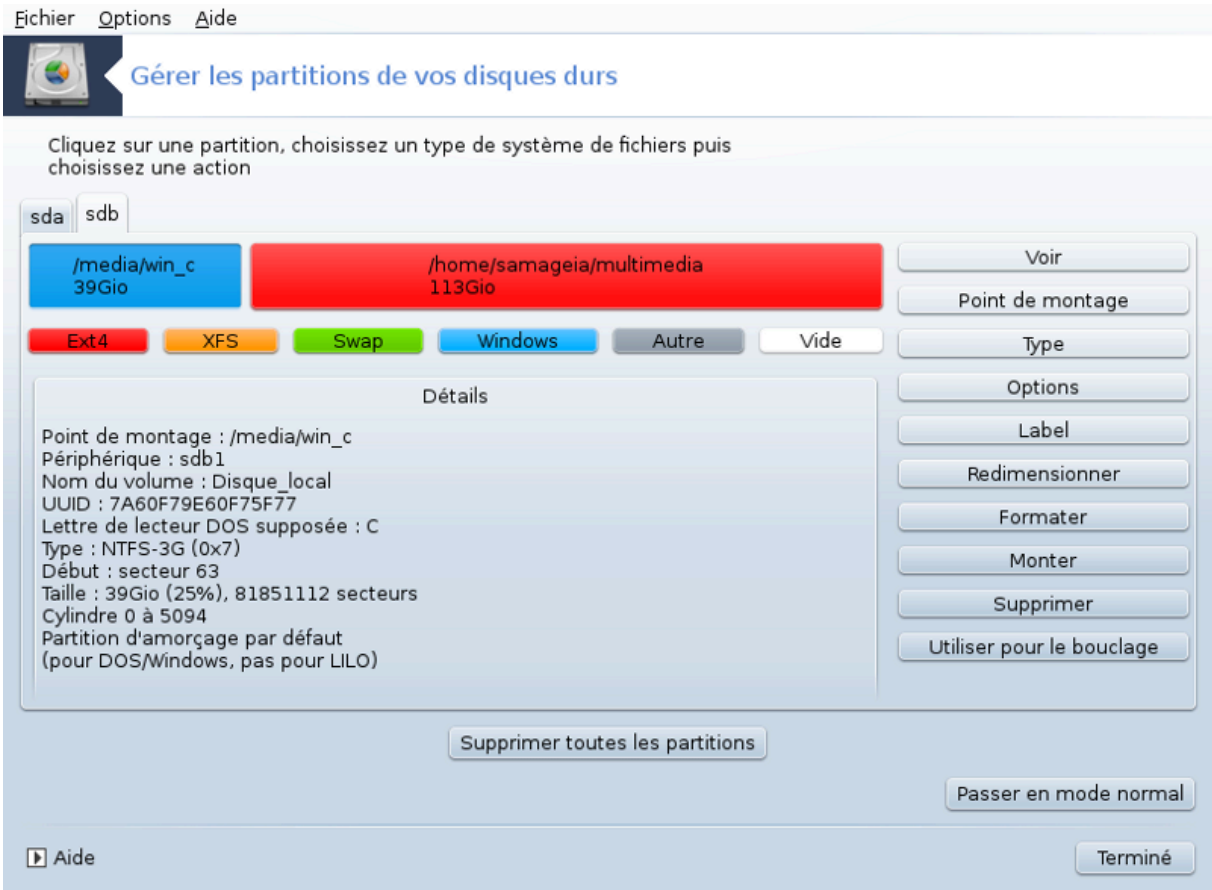 Fichier Options Aide
Gérer les partitions de vos disques durs
Cliquez sur une partition, choisissez un type de système de fichiers puis
choisissez une action
sda sdb
/media/win_c
39Gio
/home/samageia/multimedia
113Gio
Ext4 XFS Swap Windows Autre Vide
Détails
Point de montage : /media/win_c
Périphérique : sdb1
Nom du volume : Disque_local
UUID : 7A60F79E60F75F77
Lettre de lecteur DOS supposée : C
Type : NTFS-3G (0x7)
Début : secteur 63
Taille : 39Gio (25%), 81851112 secteurs
Cylindre 0 à 5094
Partition d'amorçage par défaut
(pour DOS/Windows, pas pour LILO)
Voir
Point de montage
Type
Options
Label
Redimensionner
Formater
Monter
Supprimer
Utiliser pour le bouclage
Supprimer toutes les partitions
Passer en mode normal
Aide
Terminé